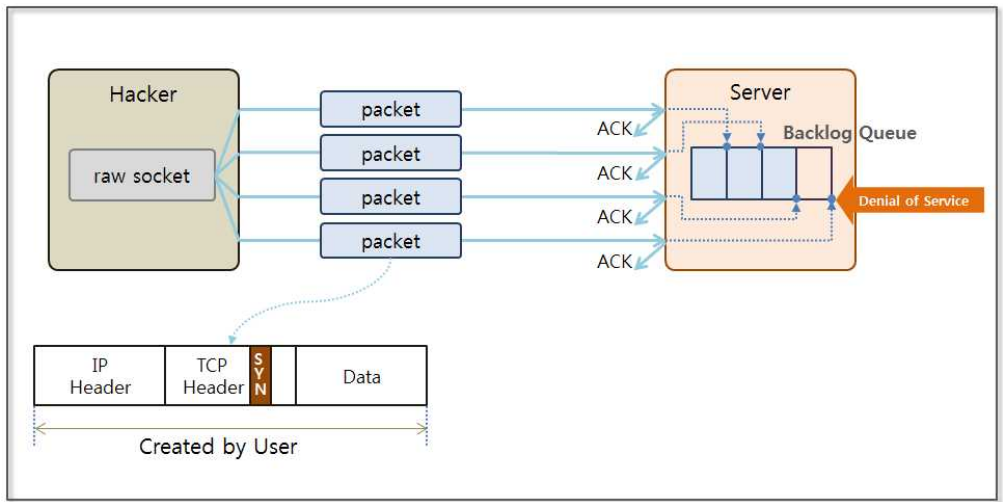 Hacker
raw socket
packet
packet
packet
packet
ACK
ACK
ACK
ACK
Server
Backlog Queue
Denial of Service
IP
Header
TCP
Header
SYN
Data
Created by User